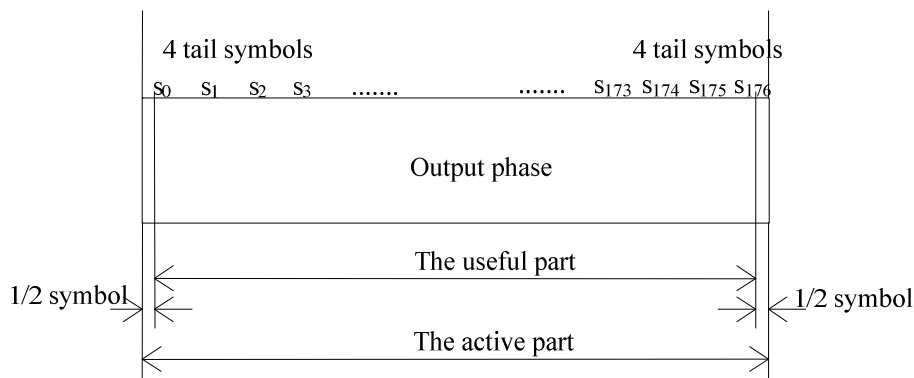 4 tail symbols 4 tail symbols
s0 s1 s2 s3 ....... ....... s173 s174 s175 s176
Output phase
The useful part
1/2 symbol 1/2 symbol
The active part